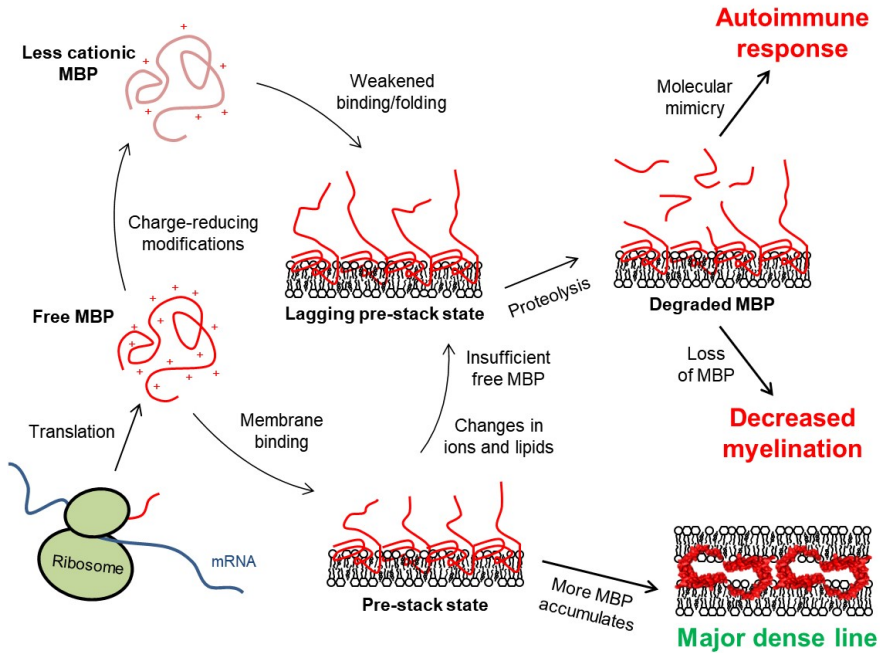 Autoimmune
response
Less cationic
MBP
Weakened
binding/folding
Molecular
mimicry
Charge-reducing
modifications
Lagging pre-stack state
Proteolysis
Degraded MBP
Free MBP
Insufficient
free MBP
Loss
of MBP
Translation
Membrane
binding
Changes in
ions and lipids
Decreased
myelination
Ribosome
mRNA
Pre-stack state
More MBP
accumulates
Major dense line